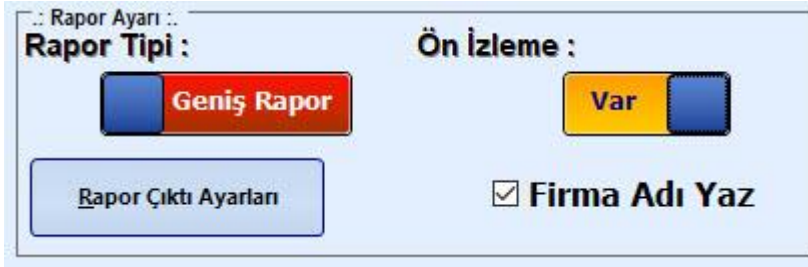 .: Rapor Ayarı :.
Rapor Tipi :
Ön İzleme :
Geniş Rapor
Var
Rapor Çıktı Ayarları
Firma Adı Yaz